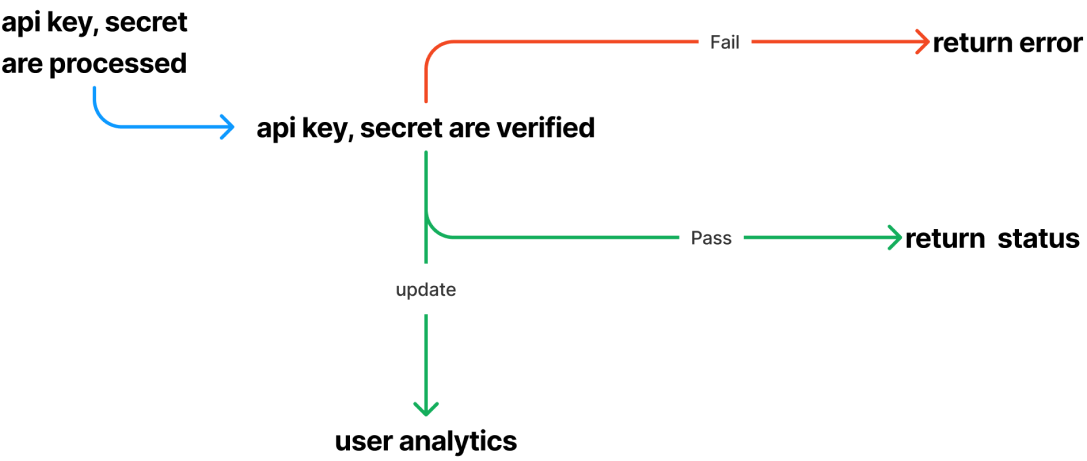 api key, secret
are processed
Fail
return error
api key, secret are verified
Pass
return  status
update
user analytics